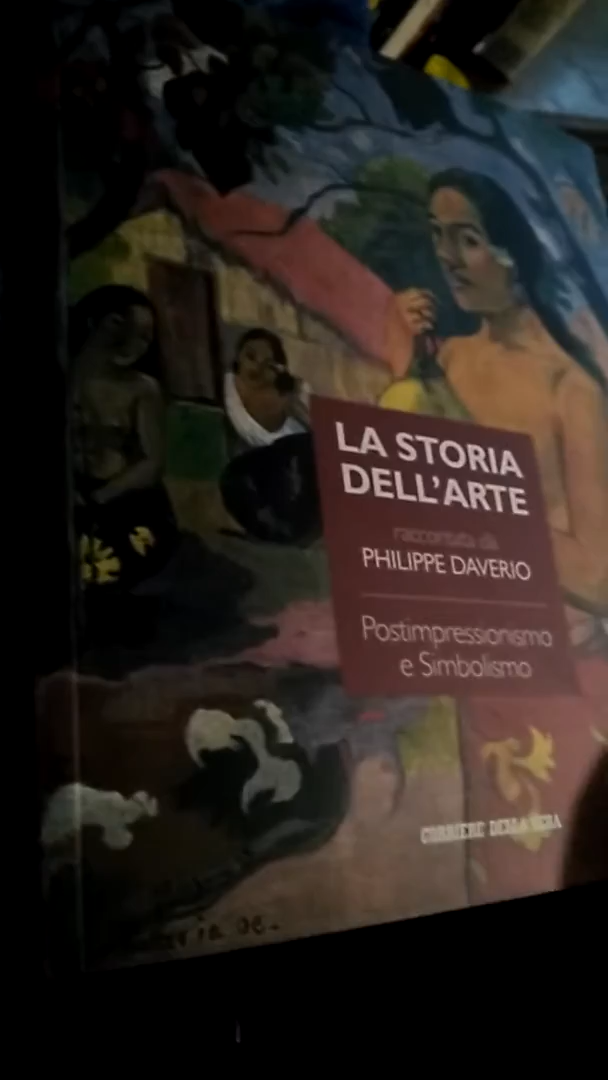 LA STORIA
DELL'ARTE
raccontata da
PHILIPPE DAVERIO
Postimpressionismo
e Simbolismo
CORRIERE DELLA SERA